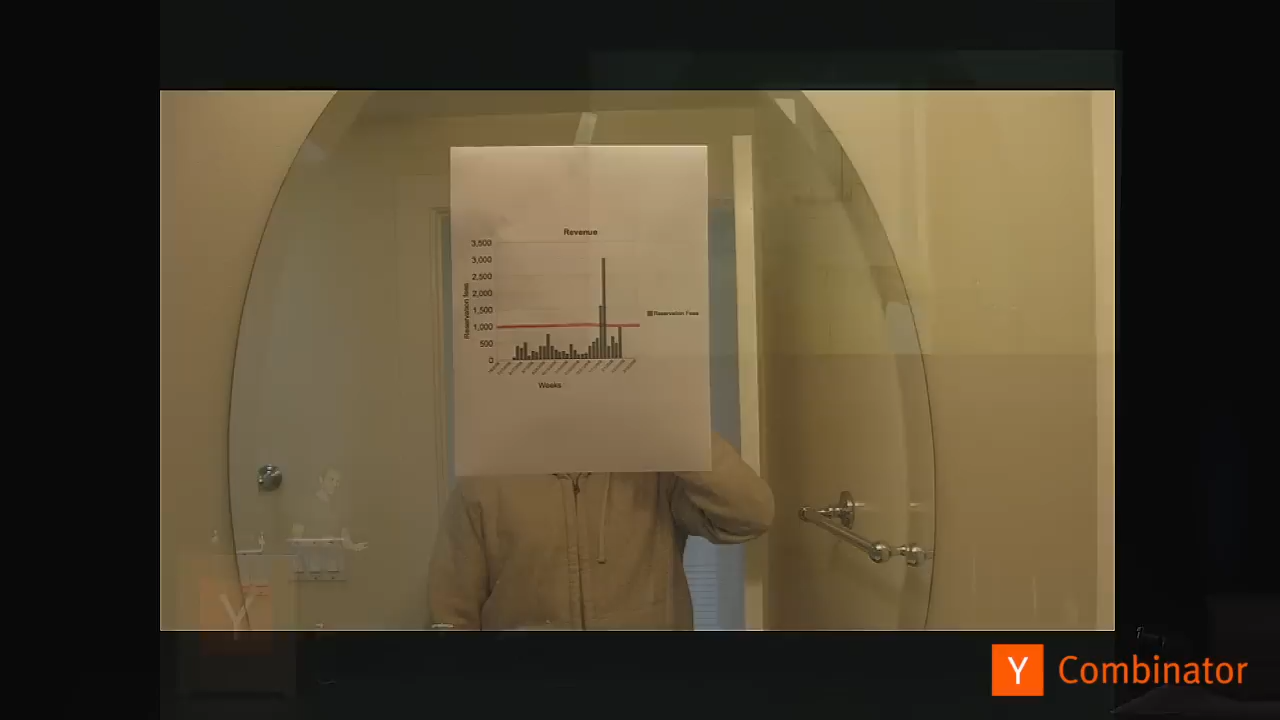 Revenue
3,500
3,000
2,500
2,000
1,500
1,000
500
0
Reservation fees
Reservation Fees
Weeks
Y
Y Combinator